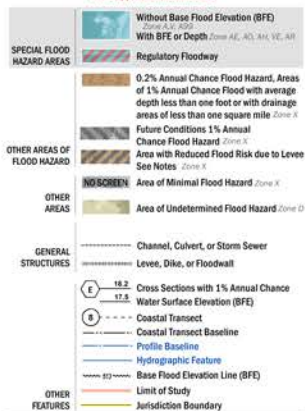 SPECIAL FLOOD
HAZARD AREAS
Without Base Flood Elevation (BFE)
Zone A,V, A99
With BFE or Depth Zone AE, AO, AH, VE, AR
Regulatory Floodway
OTHER AREAS OF
FLOOD HAZARD
0.2% Annual Chance Flood Hazard, Areas
of 1% Annual Chance Flood with average
depth less than one foot or with drainage
areas of less than one square mile Zone X
Future Conditions 1% Annual
Chance Flood Hazard Zone X
Area with Reduced Flood Risk due to Levee
See Notes Zone X
OTHER
AREAS
NO SCREEN Area of Minimal Flood Hazard Zone X
Area of Undetermined Flood Hazard Zone D
GENERAL
STRUCTURES
Channel, Culvert, or Storm Sewer
Levee, Dike, or Floodwall
OTHER
FEATURES
E 18.2 Cross Sections with 1% Annual Chance
17.5 Water Surface Elevation (BFE)
8 Coastal Transect
Coastal Transect Baseline
Profile Baseline
Hydrographic Feature
513 Base Flood Elevation Line (BFE)
Limit of Study
Jurisdiction Boundary